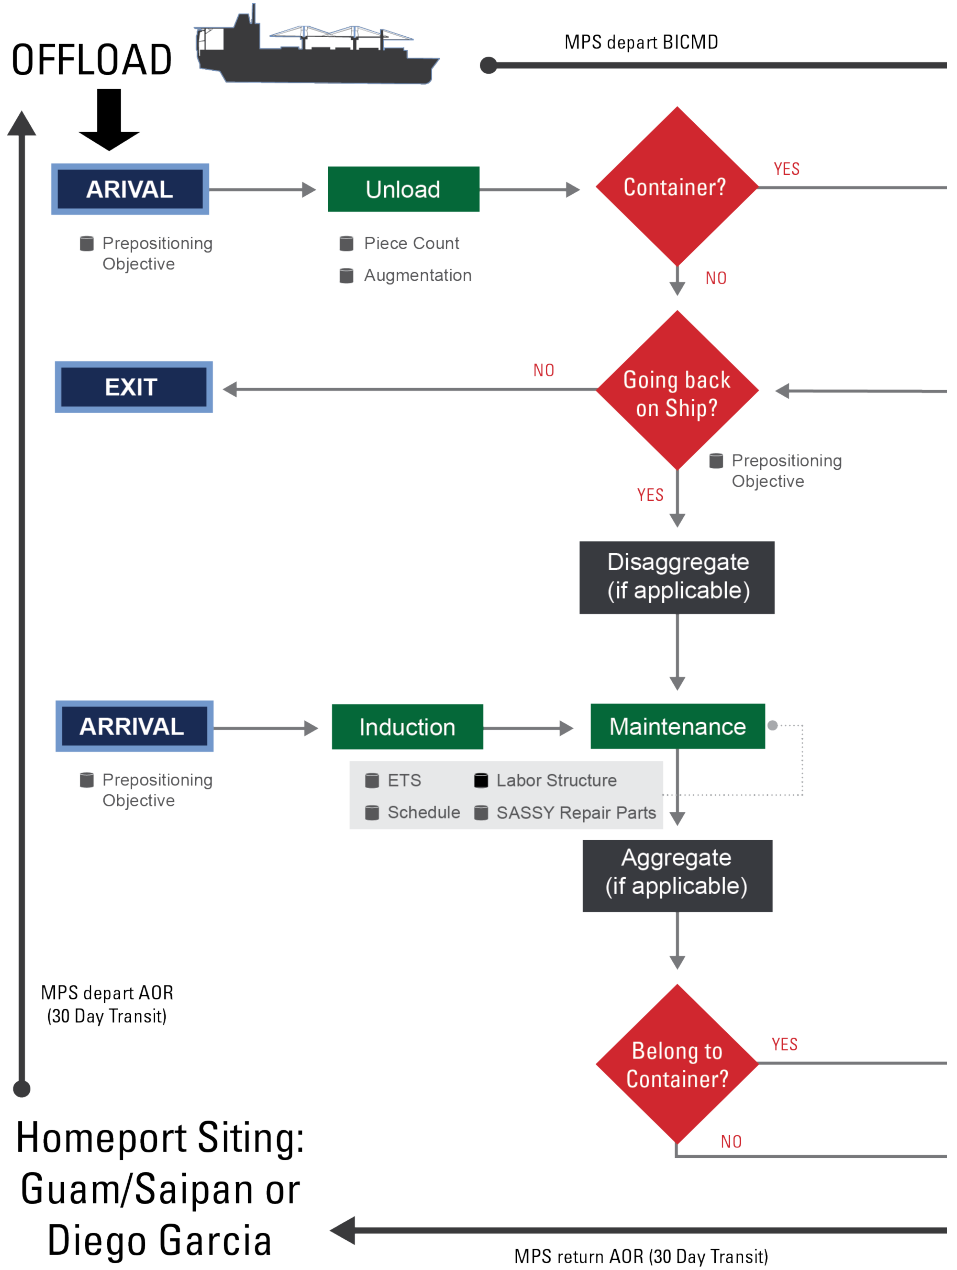 OFFLOAD
MPS depart BICMD
ARIVAL
Unload
Container?
YES
Prepositioning
Objective
Piece Count
Augmentation
NO
EXIT
NO
Going back
on Ship?
Prepositioning
Objective
YES
Disaggregate
(if applicable)
ARRIVAL
Induction
Maintenance
Prepositioning
Objective
ETS
Labor Structure
Schedule
SASSY Repair Parts
Aggregate
(if applicable)
MPS depart AOR
(30 Day Transit)
Belong to
Container?
YES
NO
Homeport Siting:
Guam/Saipan or
Diego Garcia
MPS return AOR (30 Day Transit)